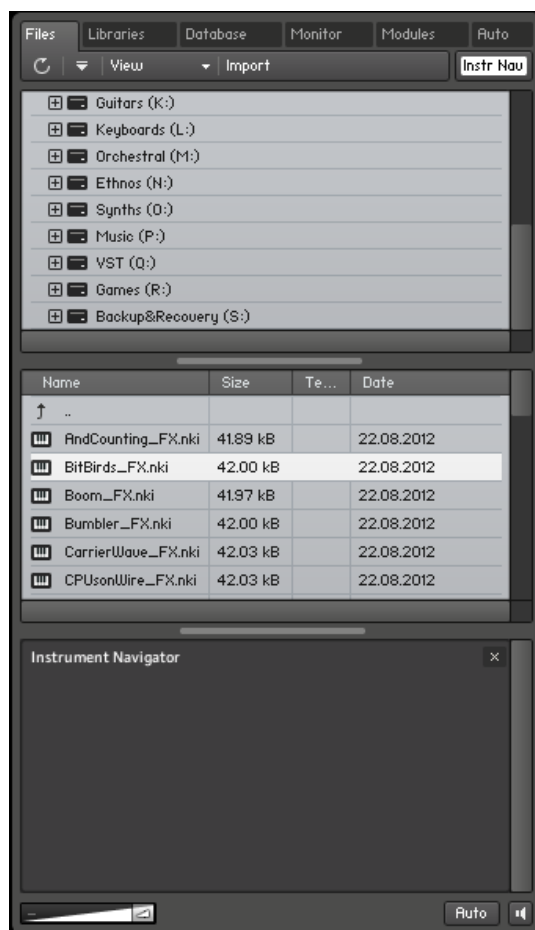 Files Libraries Database Monitor Modules Auto
View Import Instr Nav
Guitars (K:)
Keyboards (L:)
Orchestral (M:)
Ethnos (N:)
Synths (O:)
Music (P:)
VST (Q:)
Games (R:)
Backup&Recovery (S:)
Name Size Te... Date
..
AndCounting_FX.nki 41.89 kB 22.08.2012
BitBirds_FX.nki 42.00 kB 22.08.2012
Boom_FX.nki 41.97 kB 22.08.2012
Bumbler_FX.nki 42.00 kB 22.08.2012
CarrierWave_FX.nki 42.03 kB 22.08.2012
CPUsonWire_FX.nki 42.03 kB 22.08.2012
Instrument Navigator ×
Auto